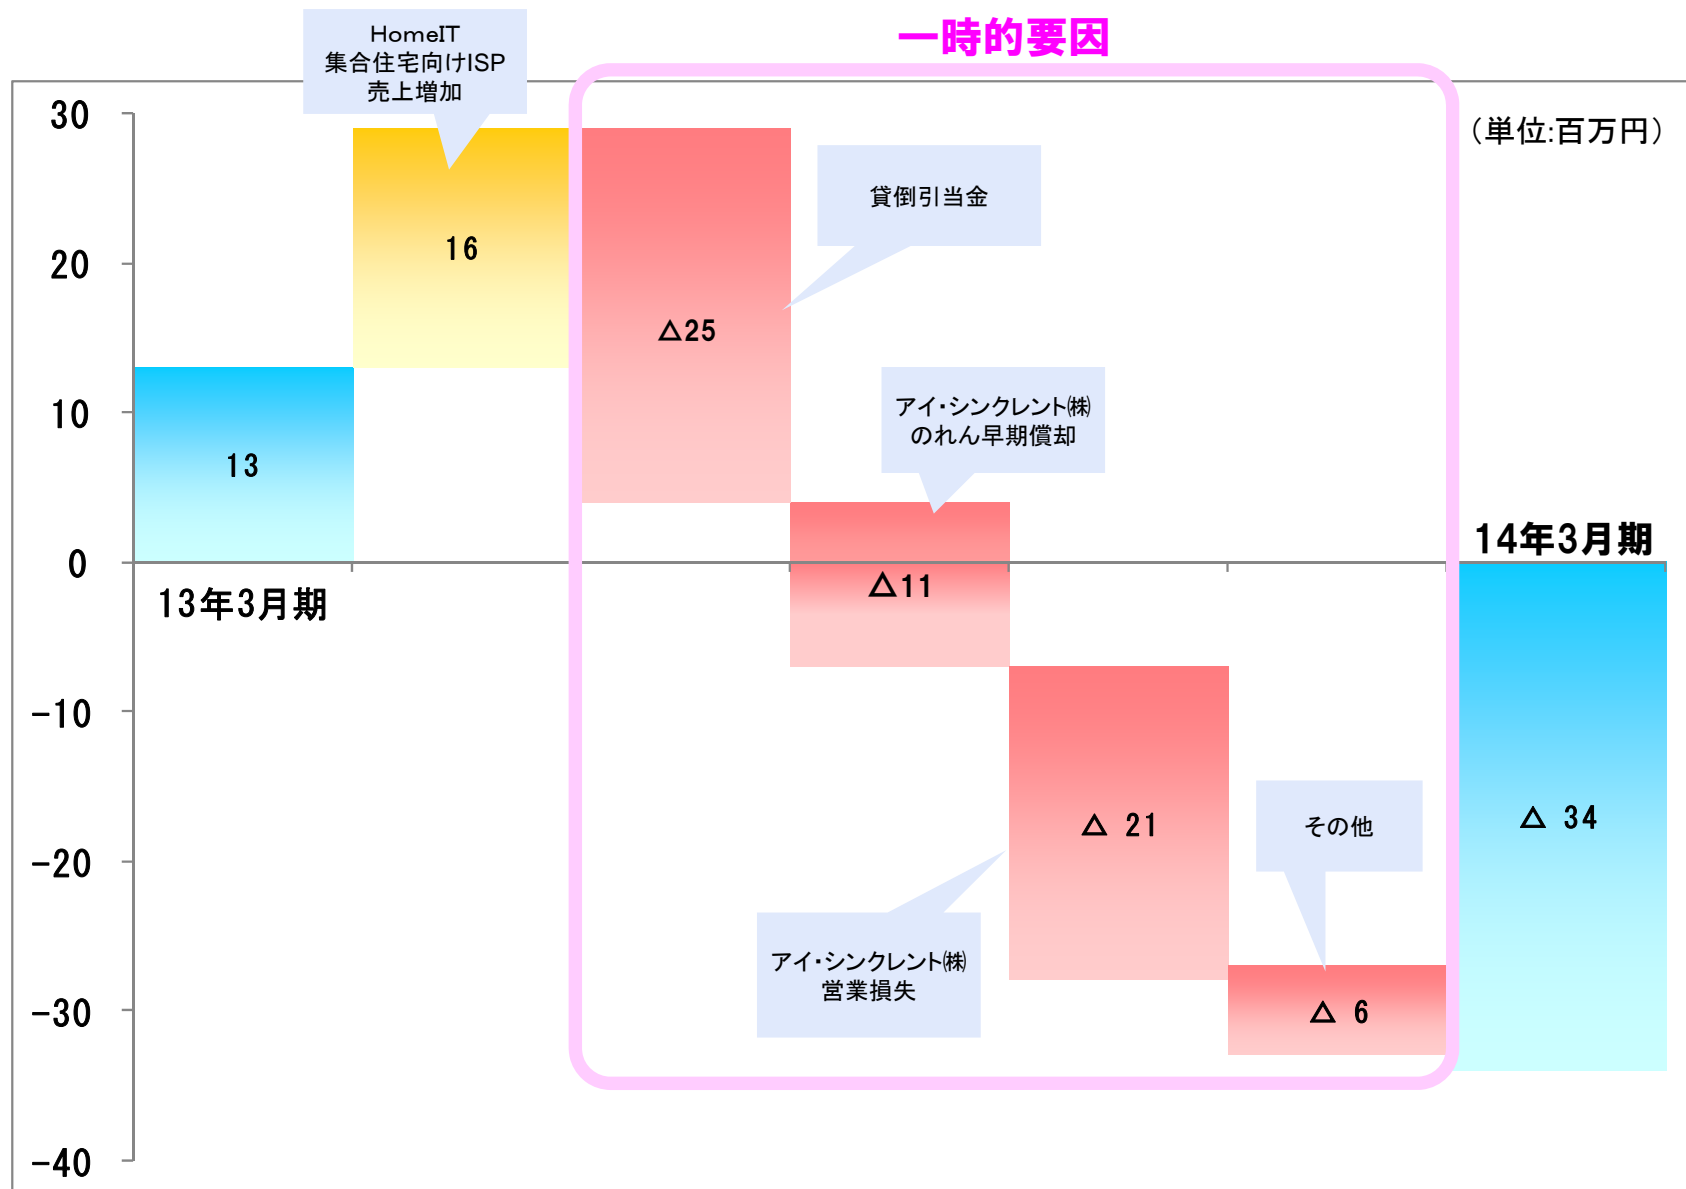 一時的要因
HomeIT
集合住宅向けISP
売上増加
(単位:百万円)
30
20
10
0
-10
-20
-30
-40
16
貸倒引当金
△25
アイ・シンクレント㈱
のれん早期償却
13
14年3月期
13年3月期
△11
△ 21
その他
△ 34
アイ・シンクレント㈱
営業損失
△ 6